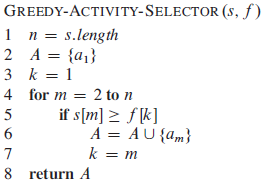 GREEDY-ACTIVITY-SELECTOR (s, f)
1 n = s.length
2 A = {a₁}
3 k = 1
4 for m = 2 to n
5 if s[m] ≥ f[k]
6 A = A ∪ {aₘ}
7 k = m
8 return A